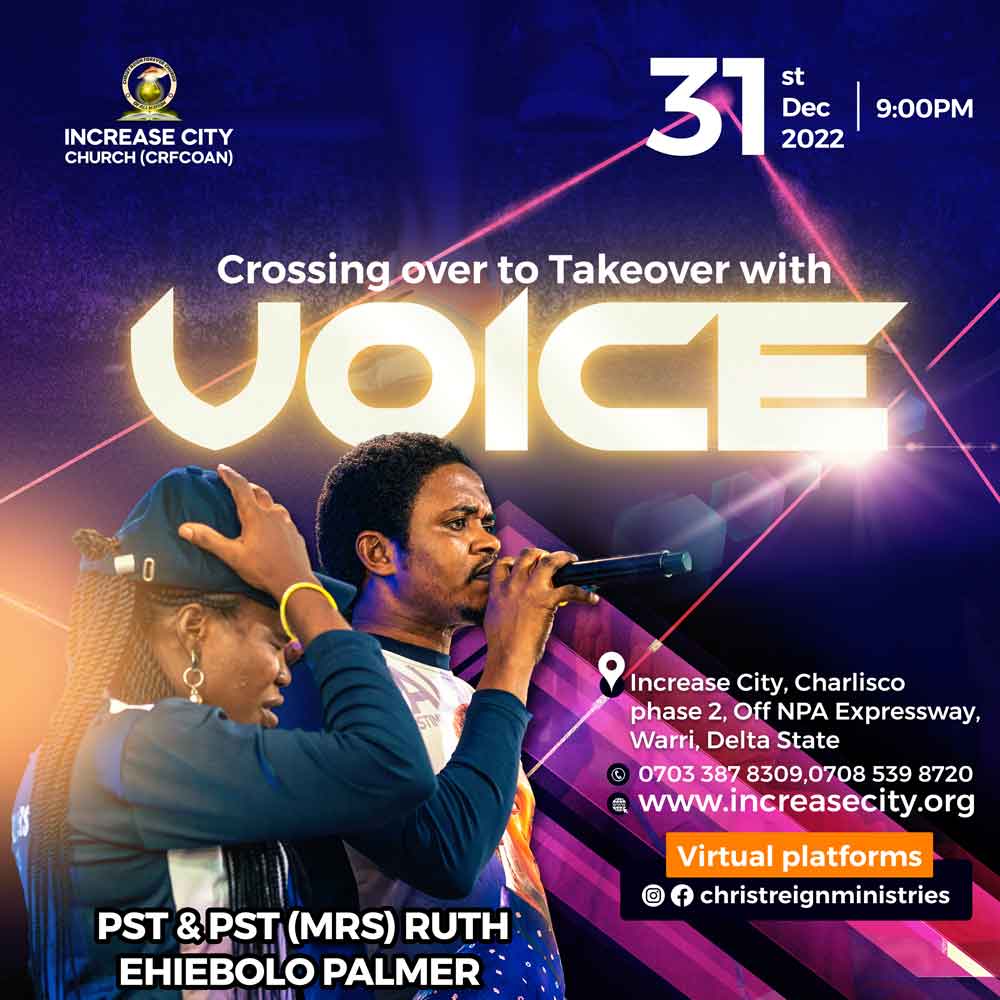 INCREASE CITY
CHURCH (CRFCOAN)
31
st
Dec
2022
9:00PM
Crossing over to Takeover with
VOICE
Increase City, Charlisco
phase 2, Off NPA Expressway,
Warri, Delta State
0703 387 8309,0708 539 8720
www.increasecity.org
Virtual platforms
christreignministries
PST & PST (MRS) RUTH
EHIEBOLO PALMER